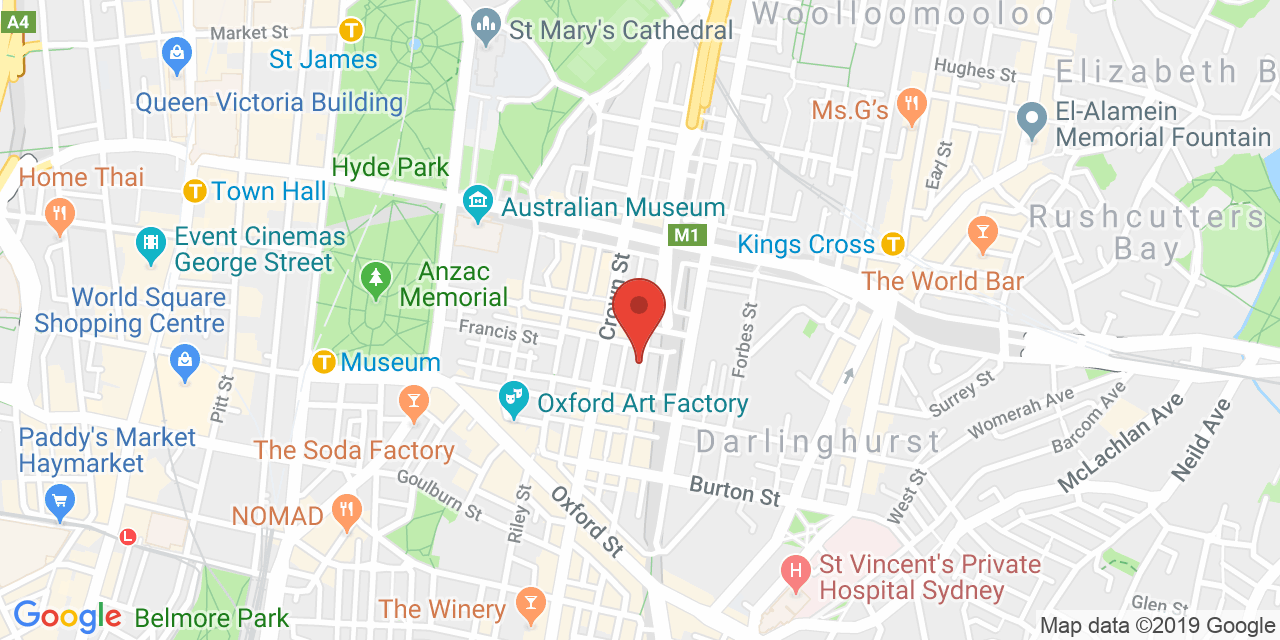 A4
Market St
T
St James
St Mary's Cathedral
Woolloomooloo
Hughes St
Elizabeth B
Queen Victoria Building
Ms.G's
El-Alamein
Memorial Fountain
Earl St
Hyde Park
Home Thai
T
Town Hall
Australian Museum
Rushcutters
Bay
M1
Kings Cross
T
Event Cinemas
George Street
The World Bar
Anzac
Memorial
Crown St
World Square
Shopping Centre
Francis St
Forbes St
T
Museum
Pitt St
Surrey St
Womerah Ave
Barcom Ave
McLachlan Ave
Neild Ave
Oxford Art Factory
Darlinghurst
Paddy's Market
Haymarket
The Soda Factory
Goulburn St
Riley St
Oxford St
Burton St
West St
NOMAD
L
H
St Vincent's Private
Hospital Sydney
The Winery
Glen St
Google
Belmore Park
Map data ©2019 Google